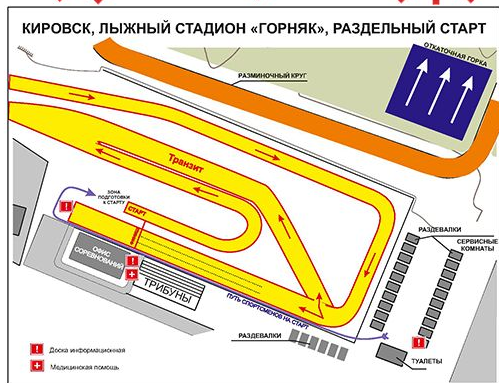 КИРОВСК, ЛЫЖНЫЙ СТАДИОН «ГОРНЯК», РАЗДЕЛЬНЫЙ СТАРТ
ОТКАТОЧНАЯ ГОРКА
РАЗМИНОЧНЫЙ КРУГ
Транзит
ЗОНА
ПОДГОТОВКИ
К СТАРТУ
СТАРТ
РАЗДЕВАЛКИ
СЕРВИСНЫЕ
КОМНАТЫ
ОФИС
СОРЕВНОВАНИЙ
ТРИБУНЫ
ПУТЬ СПОРТСМЕНОВ НА СТАРТ
РАЗДЕВАЛКИ
ТУАЛЕТЫ
! Доска информационная
+ Медицинская помощь